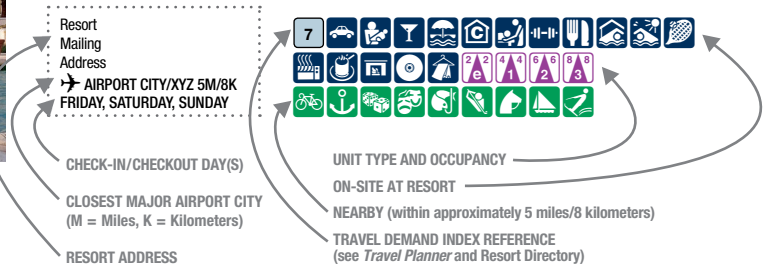 Resort
Mailing
Address
AIRPORT CITY/XYZ 5M/8K
FRIDAY, SATURDAY, SUNDAY
7
C
2 2 e
4 4 1
6 6 2
8 8 3
CHECK-IN/CHECKOUT DAY(S)
CLOSEST MAJOR AIRPORT CITY
(M = Miles, K = Kilometers)
RESORT ADDRESS
UNIT TYPE AND OCCUPANCY
ON-SITE AT RESORT
NEARBY (within approximately 5 miles/8 kilometers)
TRAVEL DEMAND INDEX REFERENCE
(see Travel Planner and Resort Directory)